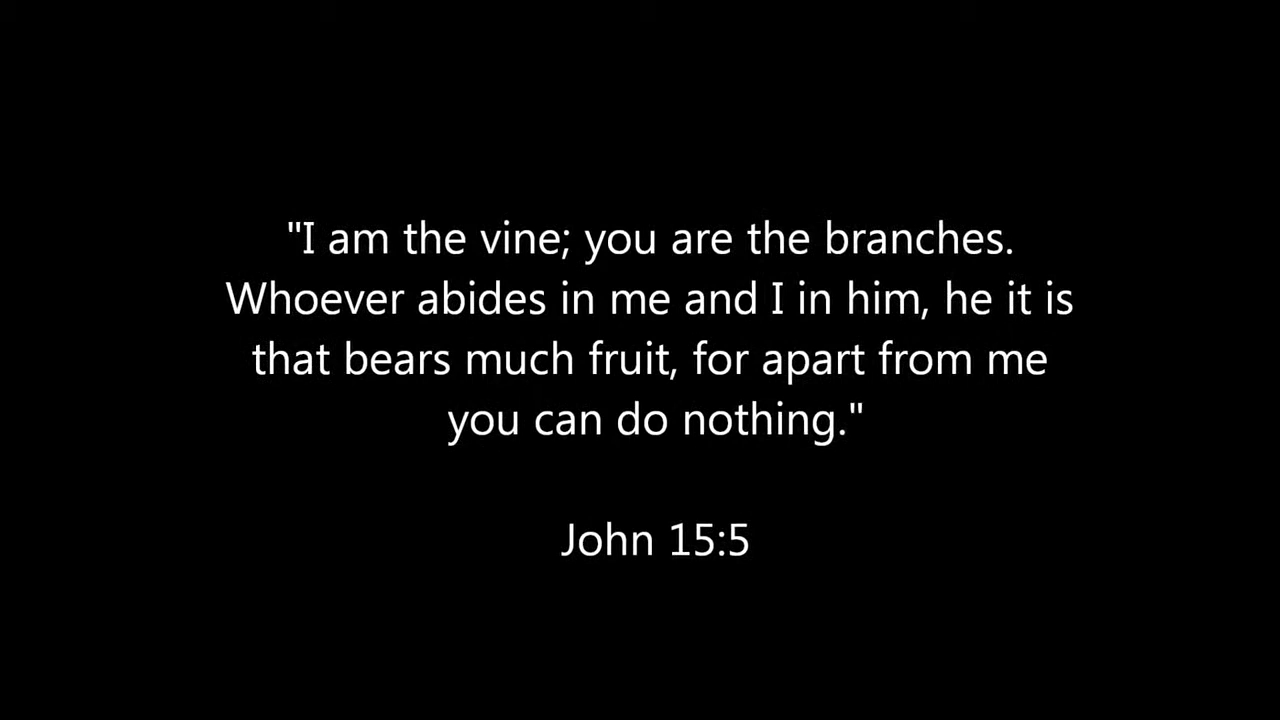 "I am the vine; you are the branches.
Whoever abides in me and I in him, he it is
that bears much fruit, for apart from me
you can do nothing."
John 15:5